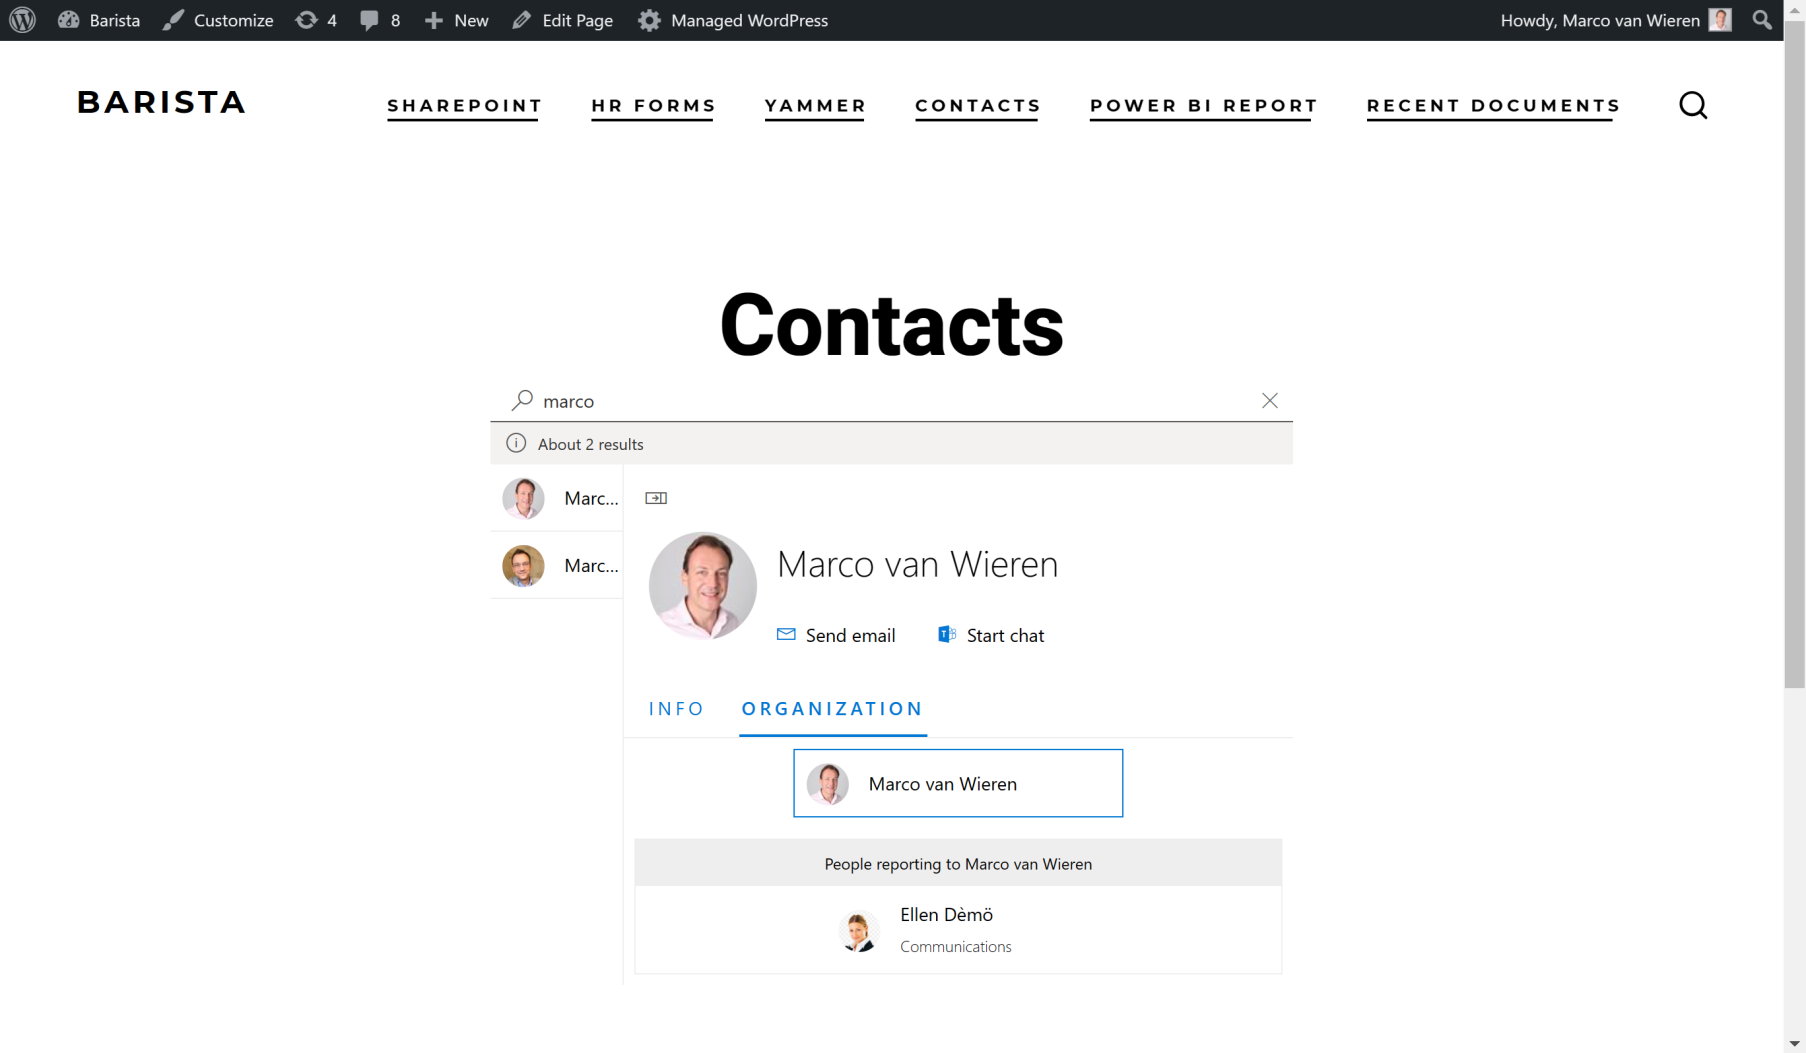 Barista Customize 4 8 New Edit Page Managed WordPress Howdy, Marco van Wieren
BARISTA SHAREPOINT HR FORMS YAMMER CONTACTS POWER BI REPORT RECENT DOCUMENTS
Contacts
marco
About 2 results
Marc...
Marc...
Marco van Wieren
Send email Start chat
INFO ORGANIZATION
Marco van Wieren
People reporting to Marco van Wieren
Ellen Dèmö
Communications